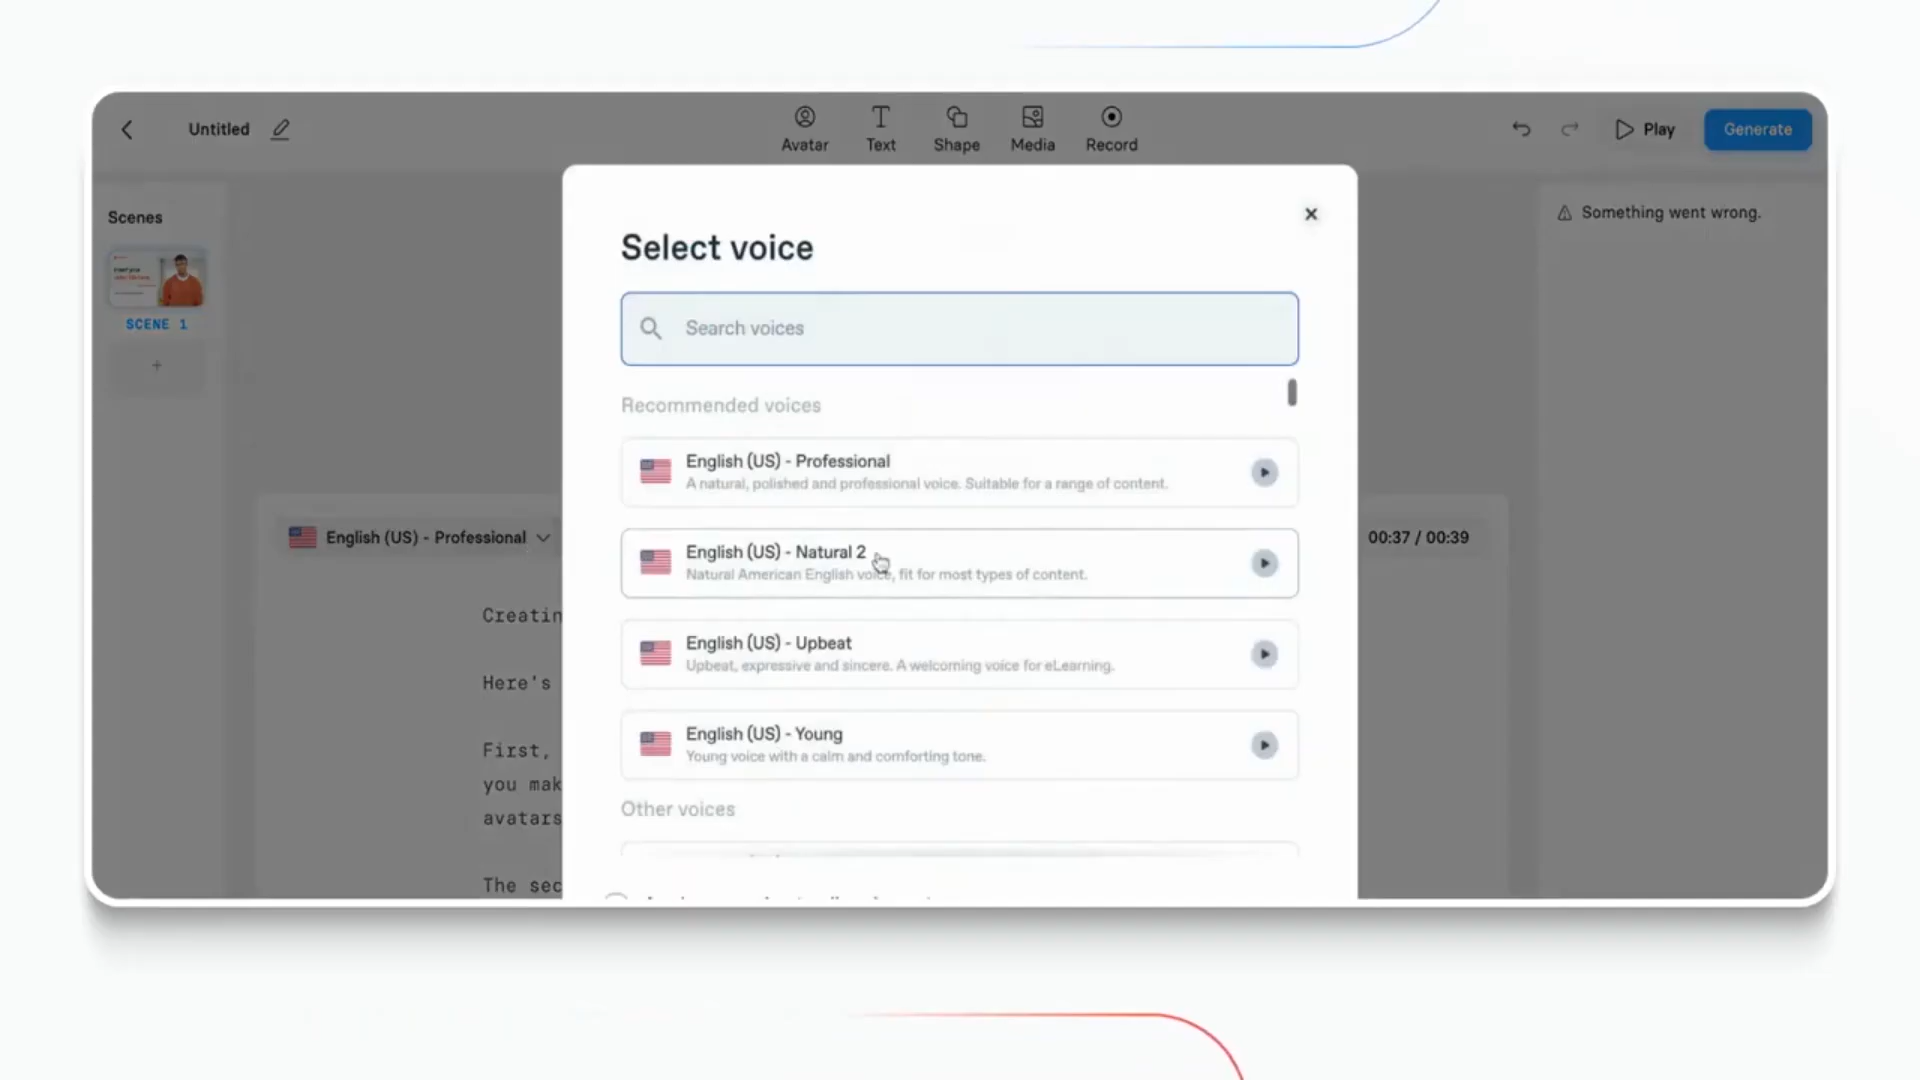 Untitled
Avatar
Text
Shape
Media
Record
Play
Generate
Scenes
SCENE 1
Something went wrong.
Select voice
Search voices
Recommended voices
English (US) - Professional
A natural, polished and professional voice. Suitable for a range of content.
English (US) - Natural 2
Natural American English voice, fit for most types of content.
English (US) - Upbeat
Upbeat, expressive and sincere. A welcoming voice for eLearning.
English (US) - Young
Young voice with a calm and comforting tone.
Other voices
English (US) - Professional
00:37 / 00:39
Creatin
Here's
First,
you mak
avatars
The sec